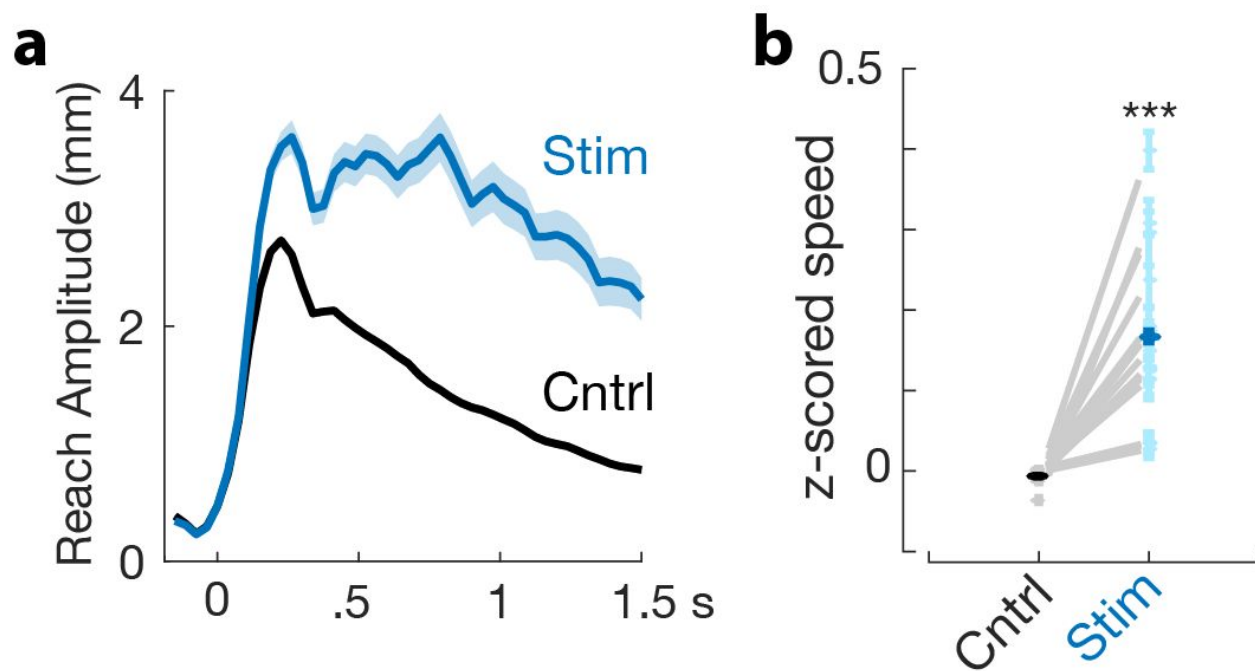 a
Reach Amplitude (mm)
4
2
0
Stim
Cntrl
0 .5 1 1.5 s
b
z-scored speed
0.5
0
***
Cntrl Stim